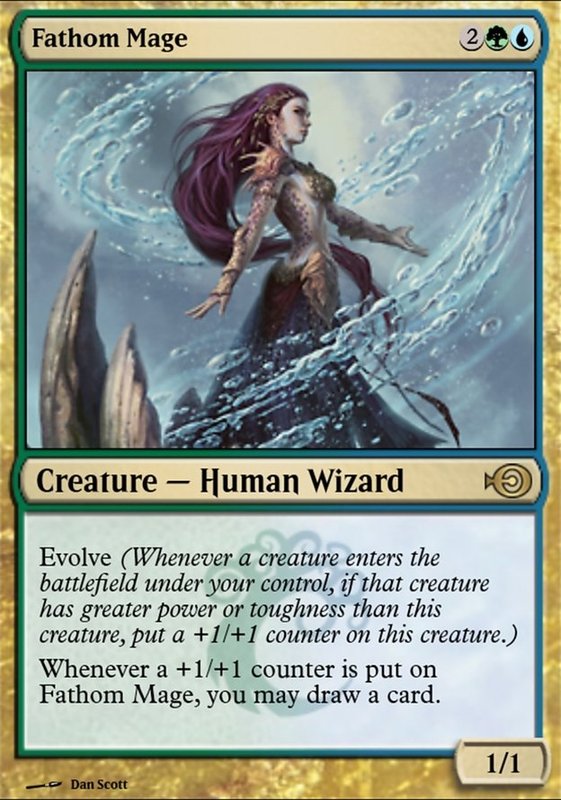 Fathom Mage 2
Creature — Human Wizard
Evolve (Whenever a creature enters the
battlefield under your control, if that creature
has greater power or toughness than this
creature, put a +1/+1 counter on this creature.)
Whenever a +1/+1 counter is put on
Fathom Mage, you may draw a card.
1/1
Dan Scott